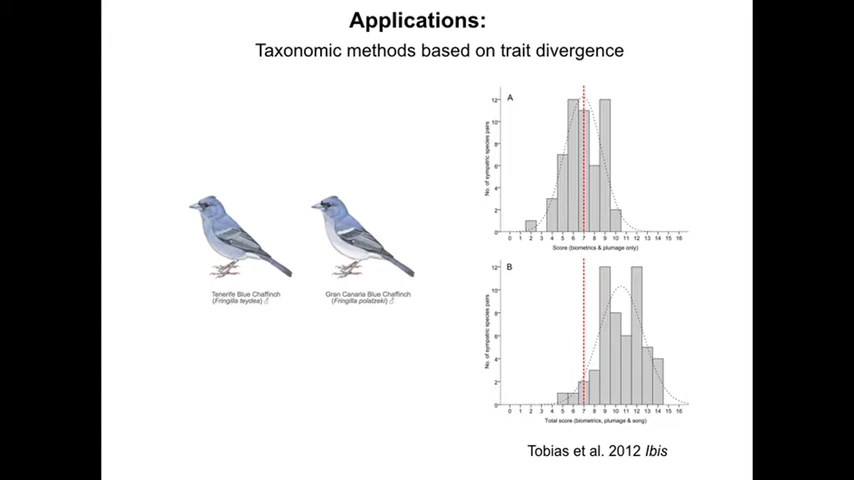 Applications:
Taxonomic methods based on trait divergence
A
No. of sympatric species pairs
12
10
8
6
4
2
0
0 1 2 3 4 5 6 7 8 9 10 11 12 13 14 15 16
Score (biometrics & plumage only)
Tenerife Blue Chaffinch
(Fringilla teydea) ♂
Gran Canaria Blue Chaffinch
(Fringilla polatzeki) ♂
B
No. of sympatric species pairs
12
10
8
6
4
2
0
0 1 2 3 4 5 6 7 8 9 10 11 12 13 14 15 16
Total score (biometrics, plumage & song)
Tobias et al. 2012 Ibis